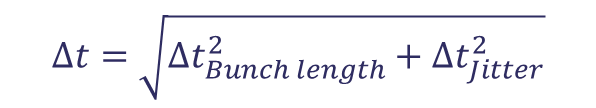 Δt = √(Δt²_Bunch length + Δt²_Jitter)